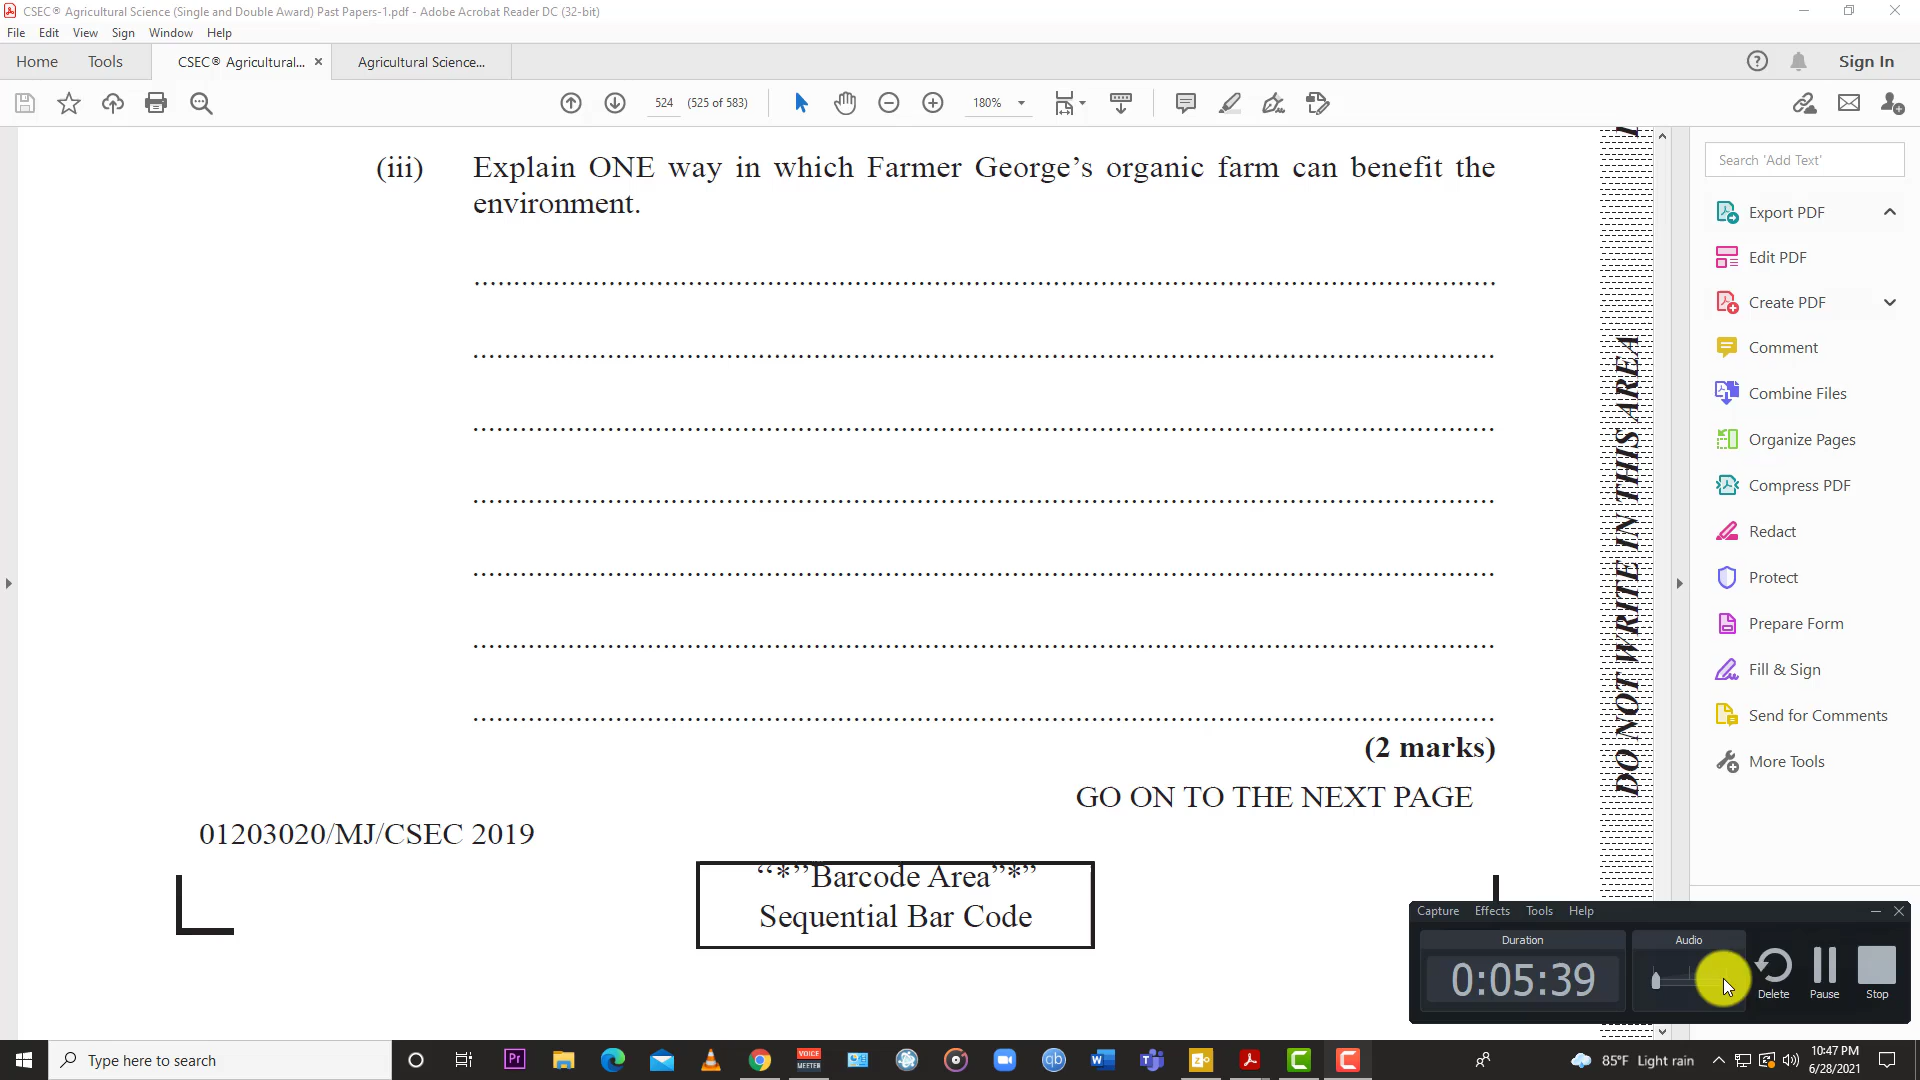 CSEC® Agricultural Science (Single and Double Award) Past Papers-1.pdf - Adobe Acrobat Reader DC (32-bit)
File Edit View Sign Window Help
Home Tools CSEC® Agricultural... × Agricultural Science... Sign In
524 (525 of 583) 180%
(iii) Explain ONE way in which Farmer George’s organic farm can benefit the
environment.
(2 marks)
GO ON TO THE NEXT PAGE
01203020/MJ/CSEC 2019
“*”Barcode Area”*”
Sequential Bar Code
DO NOT WRITE IN THIS AREA
Search 'Add Text'
Export PDF
Edit PDF
Create PDF
Comment
Combine Files
Organize Pages
Compress PDF
Redact
Protect
Prepare Form
Fill & Sign
Send for Comments
More Tools
Capture Effects Tools Help
Duration Audio
0:05:39
Delete Pause Stop
Type here to search
Pr
VOICE
MEETER
qb
85°F Light rain
10:47 PM
6/28/2021